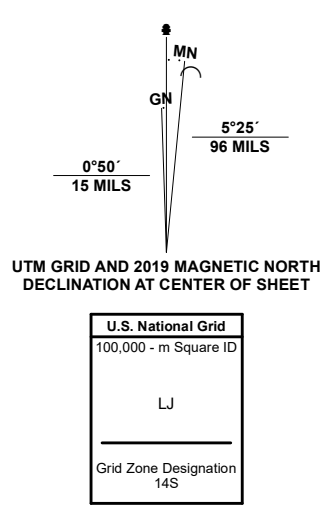 MN
GN
5°25´
96 MILS
0°50´
15 MILS
UTM GRID AND 2019 MAGNETIC NORTH
DECLINATION AT CENTER OF SHEET
U.S. National Grid
100,000 - m Square ID
LJ
Grid Zone Designation
14S